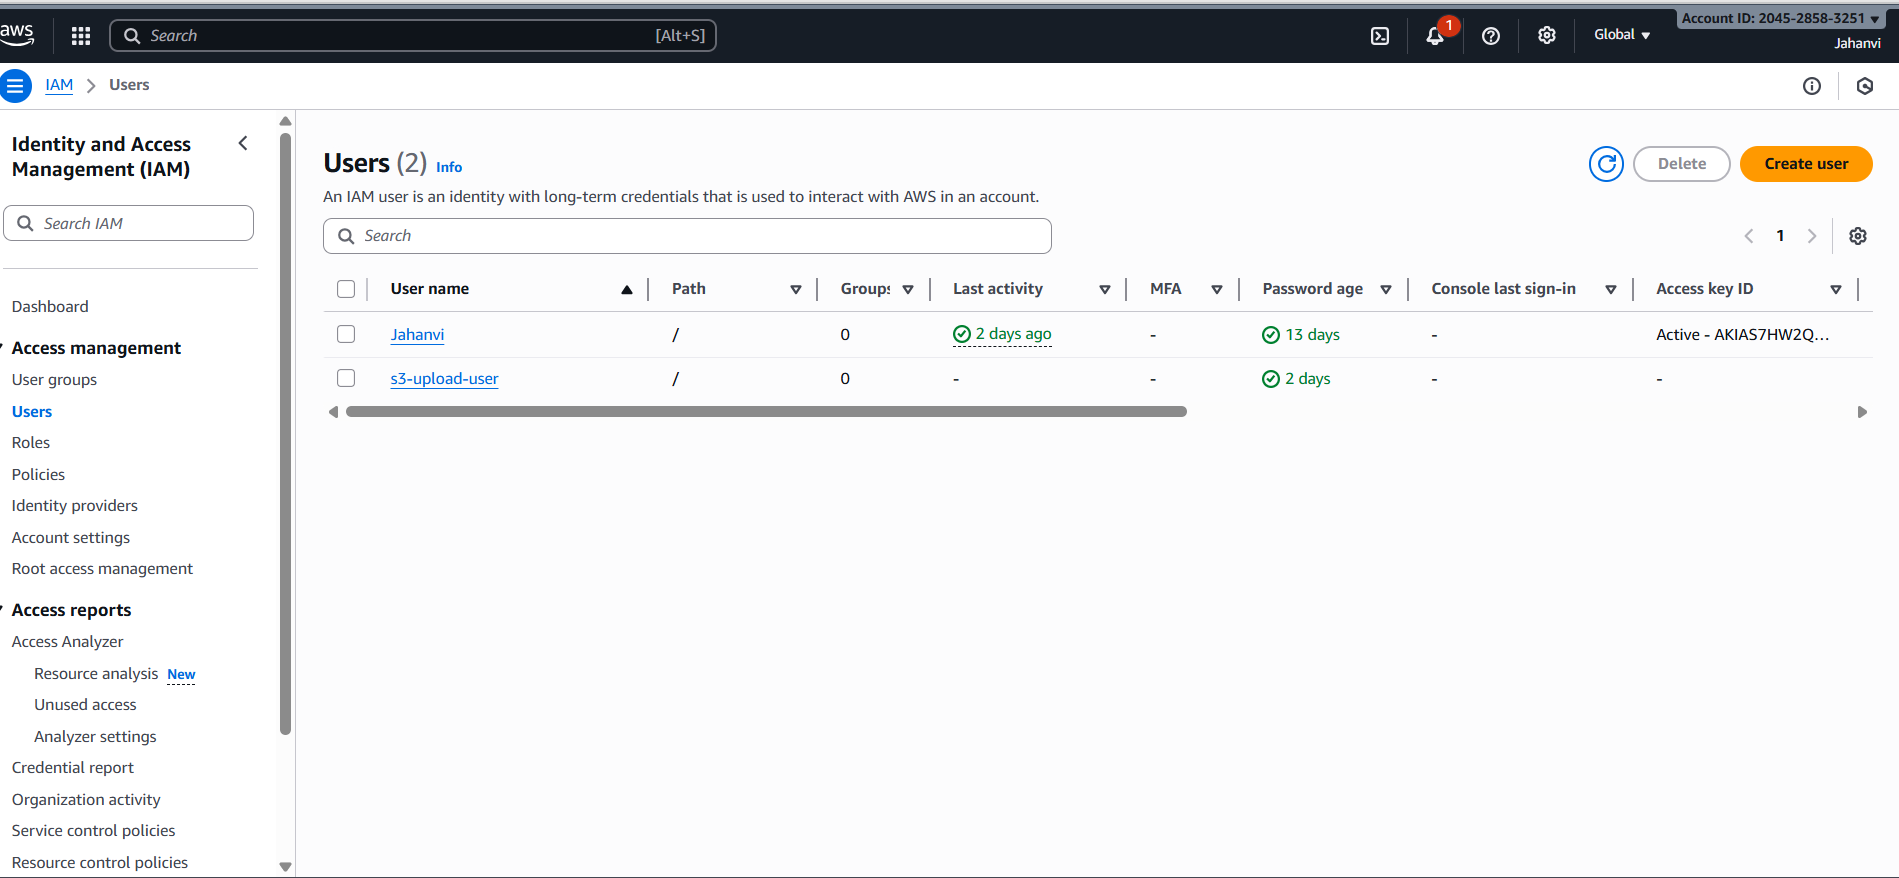 aws
Search [Alt+S]
1
Global
Account ID: 2045-2858-3251
Jahanvi
IAM > Users
Identity and Access
Management (IAM)
Search IAM
Dashboard
Access management
User groups
Users
Roles
Policies
Identity providers
Account settings
Root access management
Access reports
Access Analyzer
Resource analysis New
Unused access
Analyzer settings
Credential report
Organization activity
Service control policies
Resource control policies
Users (2) Info
Delete
Create user
An IAM user is an identity with long-term credentials that is used to interact with AWS in an account.
Search
1
User name Path Groups Last activity MFA Password age Console last sign-in Access key ID
Jahanvi / 0 2 days ago - 13 days - Active - AKIAS7HW2Q...
s3-upload-user / 0 - - 2 days - -